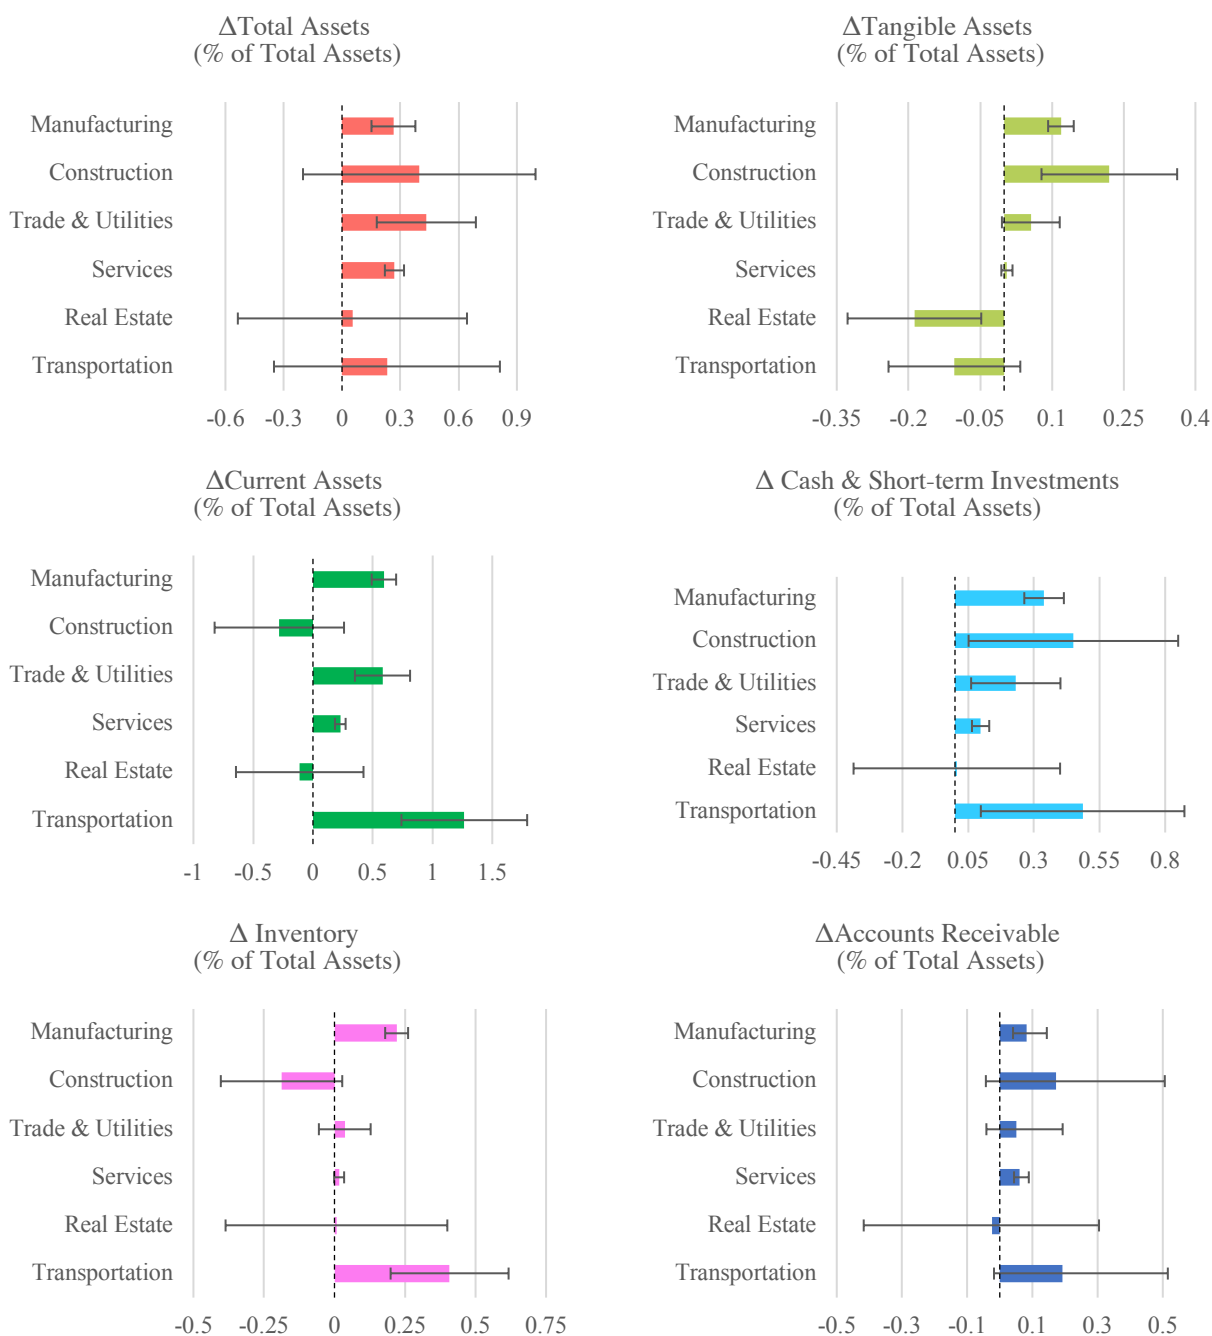 ΔTotal Assets
(% of Total Assets)
Manufacturing
Construction
Trade & Utilities
Services
Real Estate
Transportation
-0.6 -0.3 0 0.3 0.6 0.9
ΔTangible Assets
(% of Total Assets)
Manufacturing
Construction
Trade & Utilities
Services
Real Estate
Transportation
-0.35 -0.2 -0.05 0.1 0.25 0.4
ΔCurrent Assets
(% of Total Assets)
Manufacturing
Construction
Trade & Utilities
Services
Real Estate
Transportation
-1 -0.5 0 0.5 1 1.5
Δ Cash & Short-term Investments
(% of Total Assets)
Manufacturing
Construction
Trade & Utilities
Services
Real Estate
Transportation
-0.45 -0.2 0.05 0.3 0.55 0.8
Δ Inventory
(% of Total Assets)
Manufacturing
Construction
Trade & Utilities
Services
Real Estate
Transportation
-0.5 -0.25 0 0.25 0.5 0.75
ΔAccounts Receivable
(% of Total Assets)
Manufacturing
Construction
Trade & Utilities
Services
Real Estate
Transportation
-0.5 -0.3 -0.1 0.1 0.3 0.5